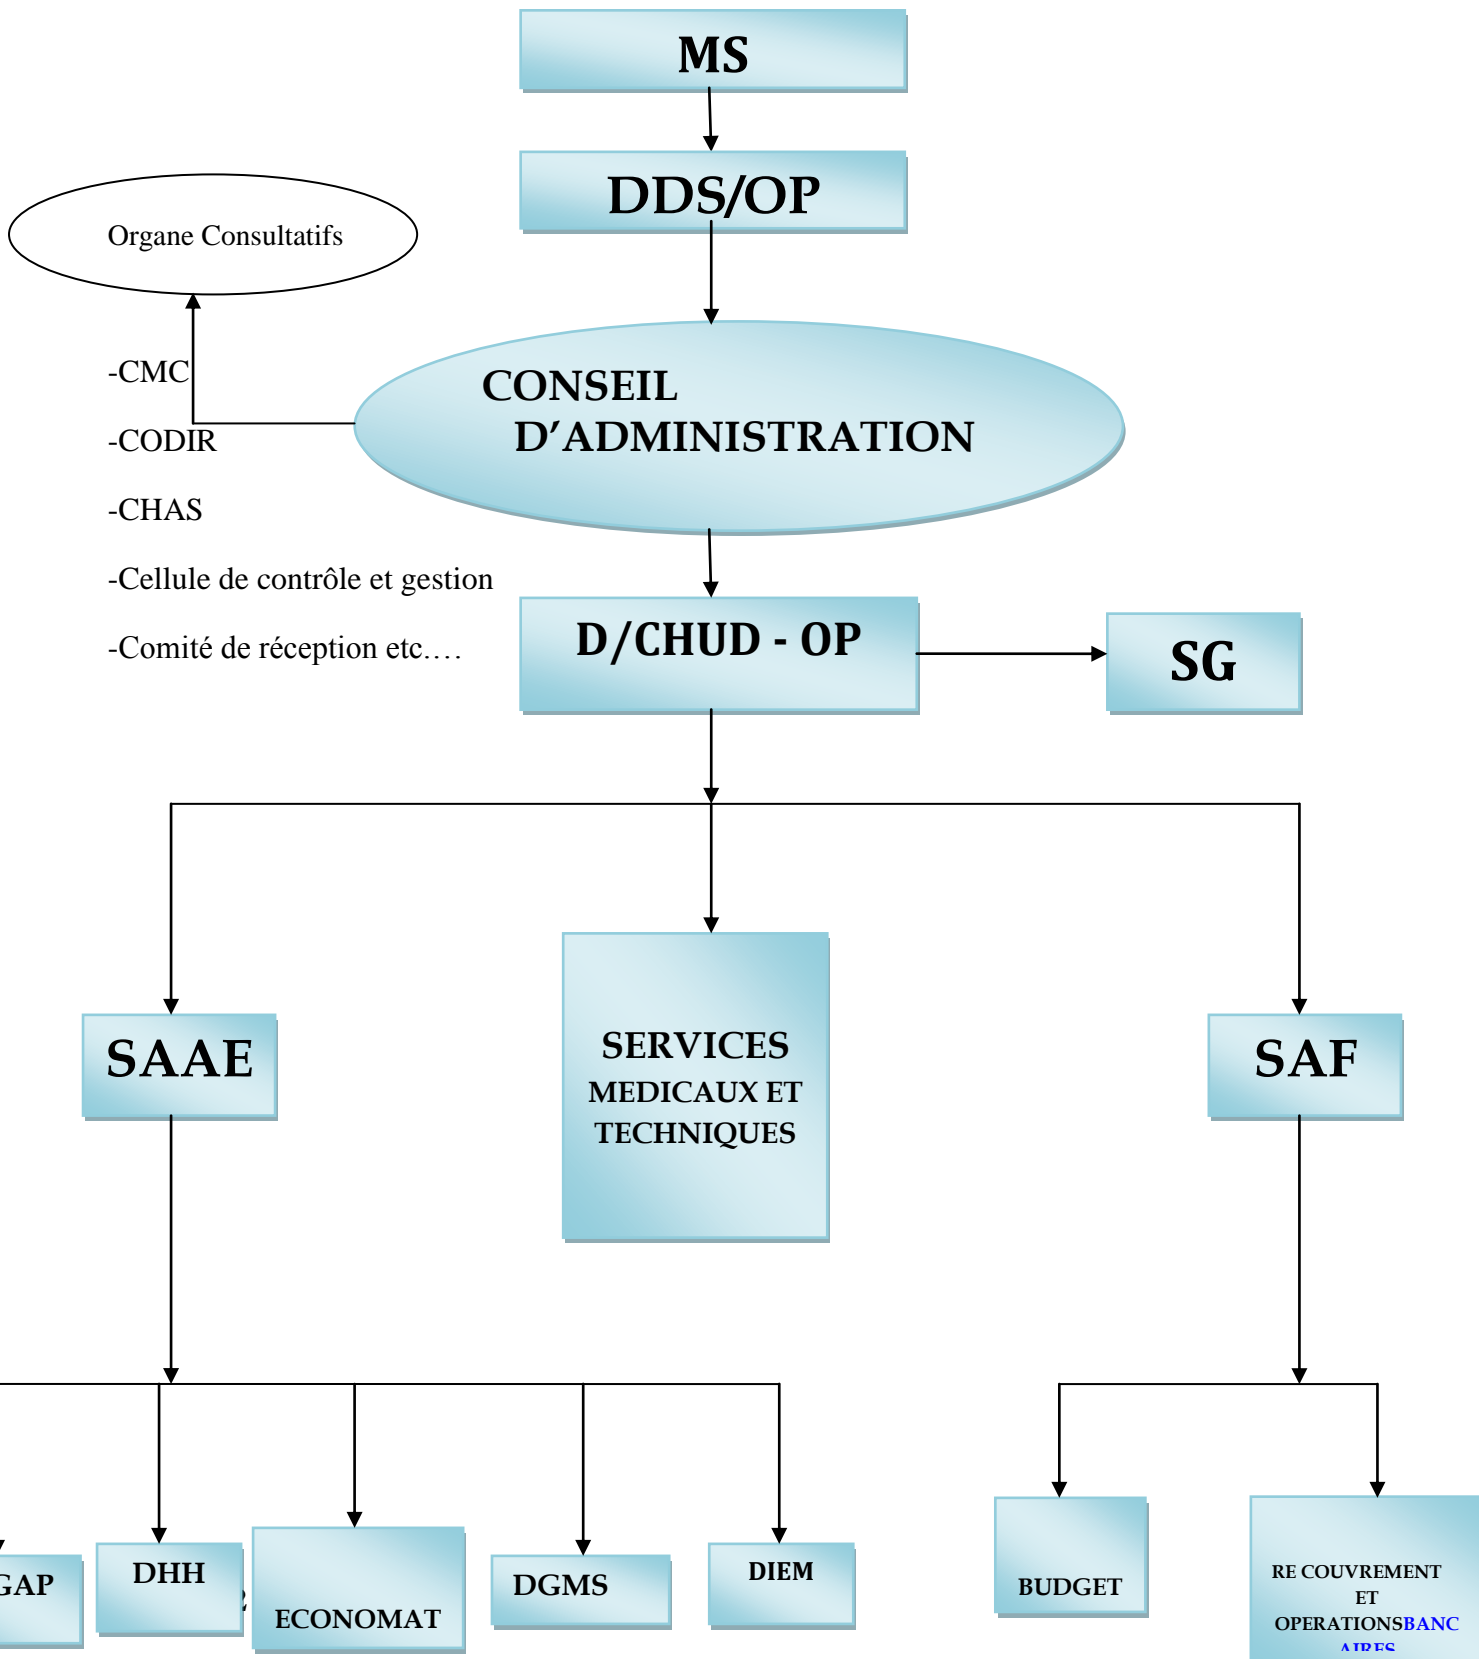 MS
DDS/OP
Organe Consultatifs
CONSEIL
D’ADMINISTRATION
-CMC
-CODIR
-CHAS
-Cellule de contrôle et gestion
-Comité de réception etc.…
D/CHUD - OP
SG
SAAE
SERVICES
MEDICAUX ET
TECHNIQUES
SAF
GAP
DHH
2
ECONOMAT
DGMS
DIEM
BUDGET
RE COUVREMENT
ET
OPERATIONSBANC
AIRES